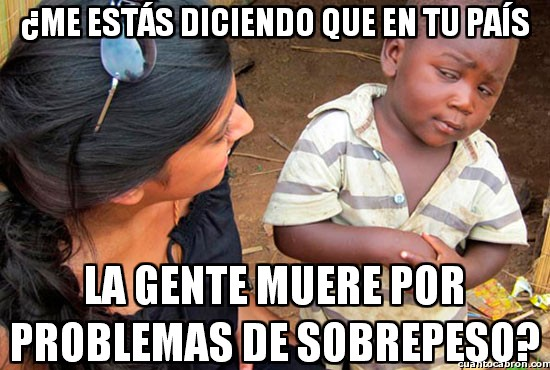 ¿ME ESTÁS DICIENDO QUE EN TU PAÍS
LA GENTE MUERE POR
PROBLEMAS DE SOBREPESO?
cuantocabron.com